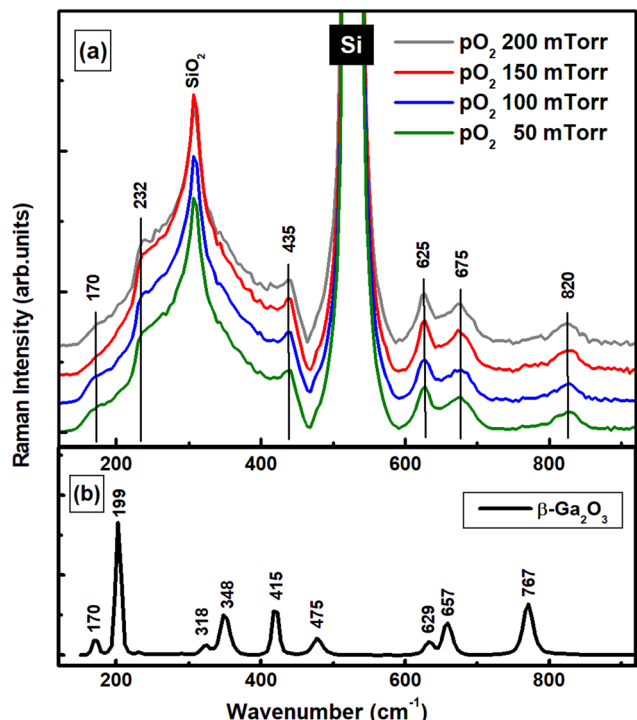 (a)
Si
pO₂ 200 mTorr
pO₂ 150 mTorr
pO₂ 100 mTorr
pO₂ 50 mTorr
SiO₂
170
232
435
625
675
820
Raman Intensity (arb.units)
200
400
600
800
(b)
β-Ga₂O₃
170
199
318
348
415
475
629
657
767
200
400
600
800
Wavenumber (cm⁻¹)